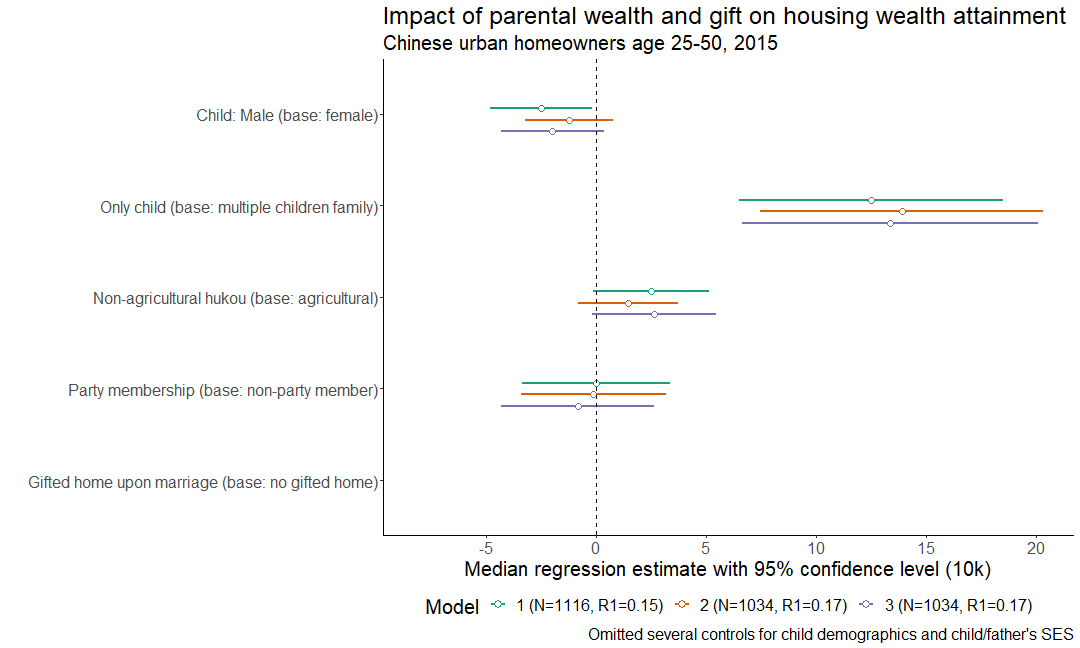 Impact of parental wealth and gift on housing wealth attainment
Chinese urban homeowners age 25-50, 2015
Child: Male (base: female)
Only child (base: multiple children family)
Non-agricultural hukou (base: agricultural)
Party membership (base: non-party member)
Gifted home upon marriage (base: no gifted home)
-5 0 5 10 15 20
Median regression estimate with 95% confidence level (10k)
Model 1 (N=1116, R1=0.15) 2 (N=1034, R1=0.17) 3 (N=1034, R1=0.17)
Omitted several controls for child demographics and child/father's SES